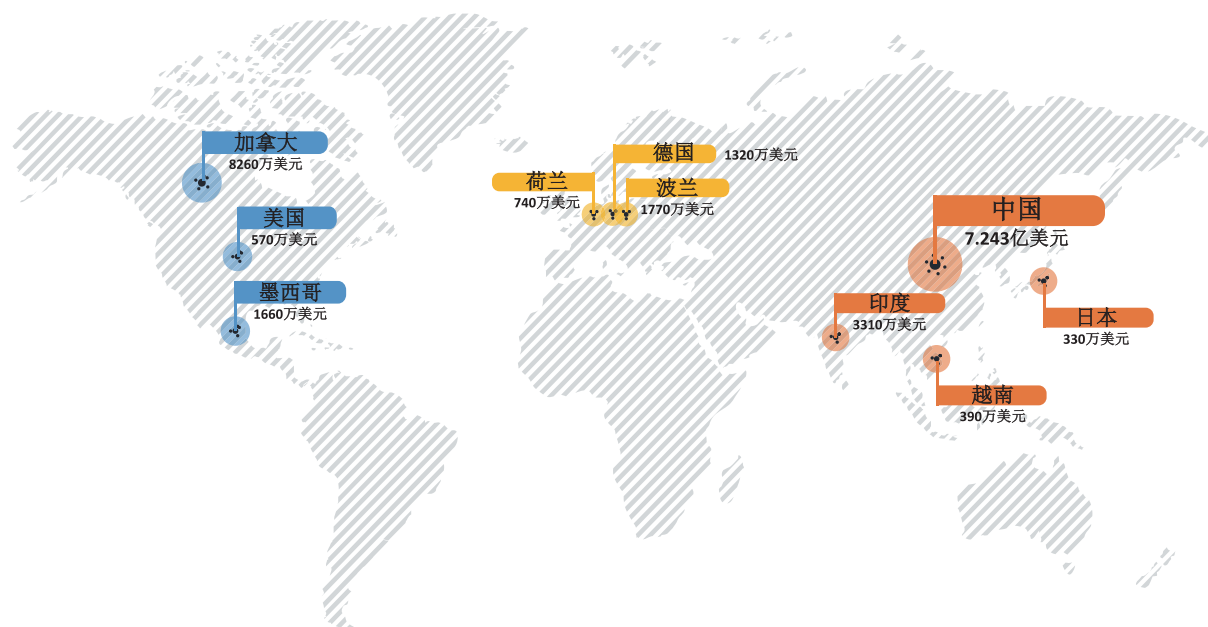 加拿大
8260万美元
美国
570万美元
墨西哥
1660万美元
德国
1320万美元
荷兰
740万美元
波兰
1770万美元
中国
7.243亿美元
印度
3310万美元
日本
330万美元
越南
390万美元